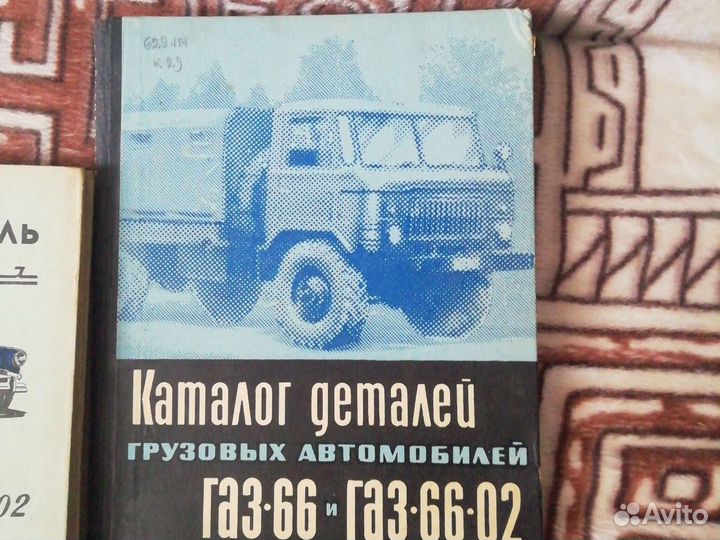 629.114
к 29
ЛЬ
Каталог деталей
ГРУЗОВЫХ АВТОМОБИЛЕЙ
ГАЗ-66 и ГАЗ-66-02
02
Avito